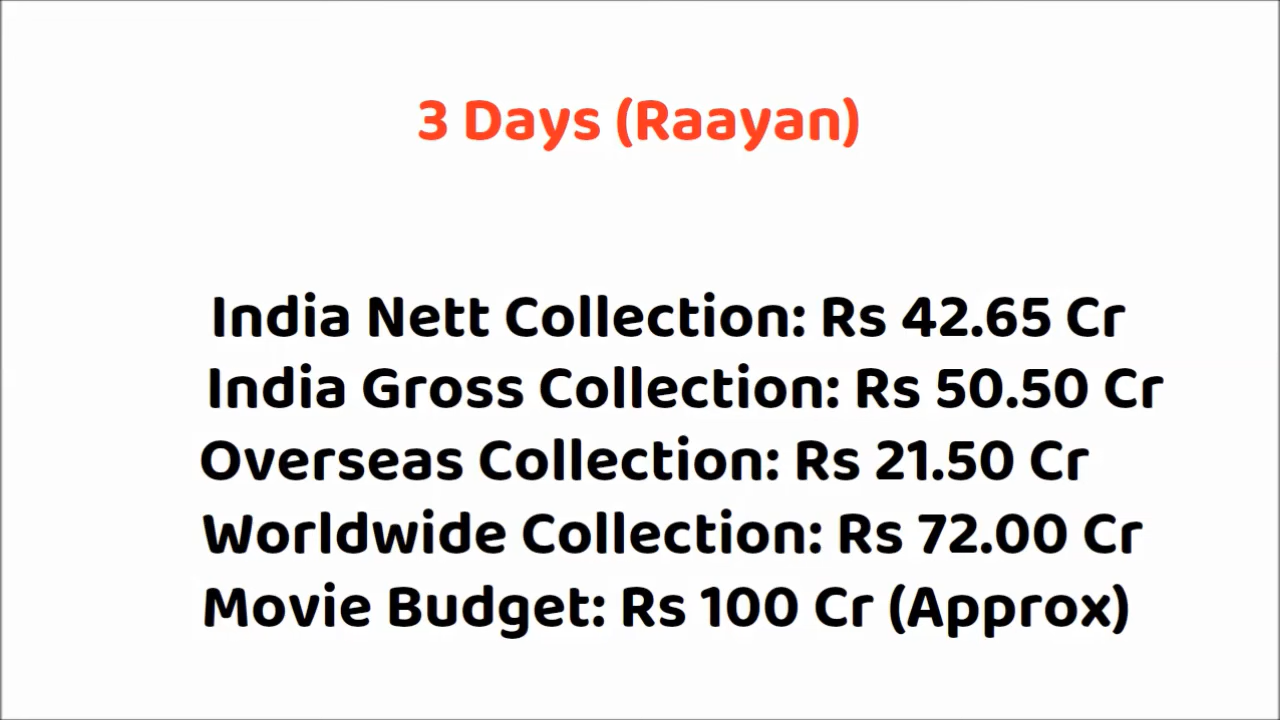 3 Days (Raayan)
India Nett Collection: Rs 42.65 Cr
India Gross Collection: Rs 50.50 Cr
Overseas Collection: Rs 21.50 Cr
Worldwide Collection: Rs 72.00 Cr
Movie Budget: Rs 100 Cr (Approx)